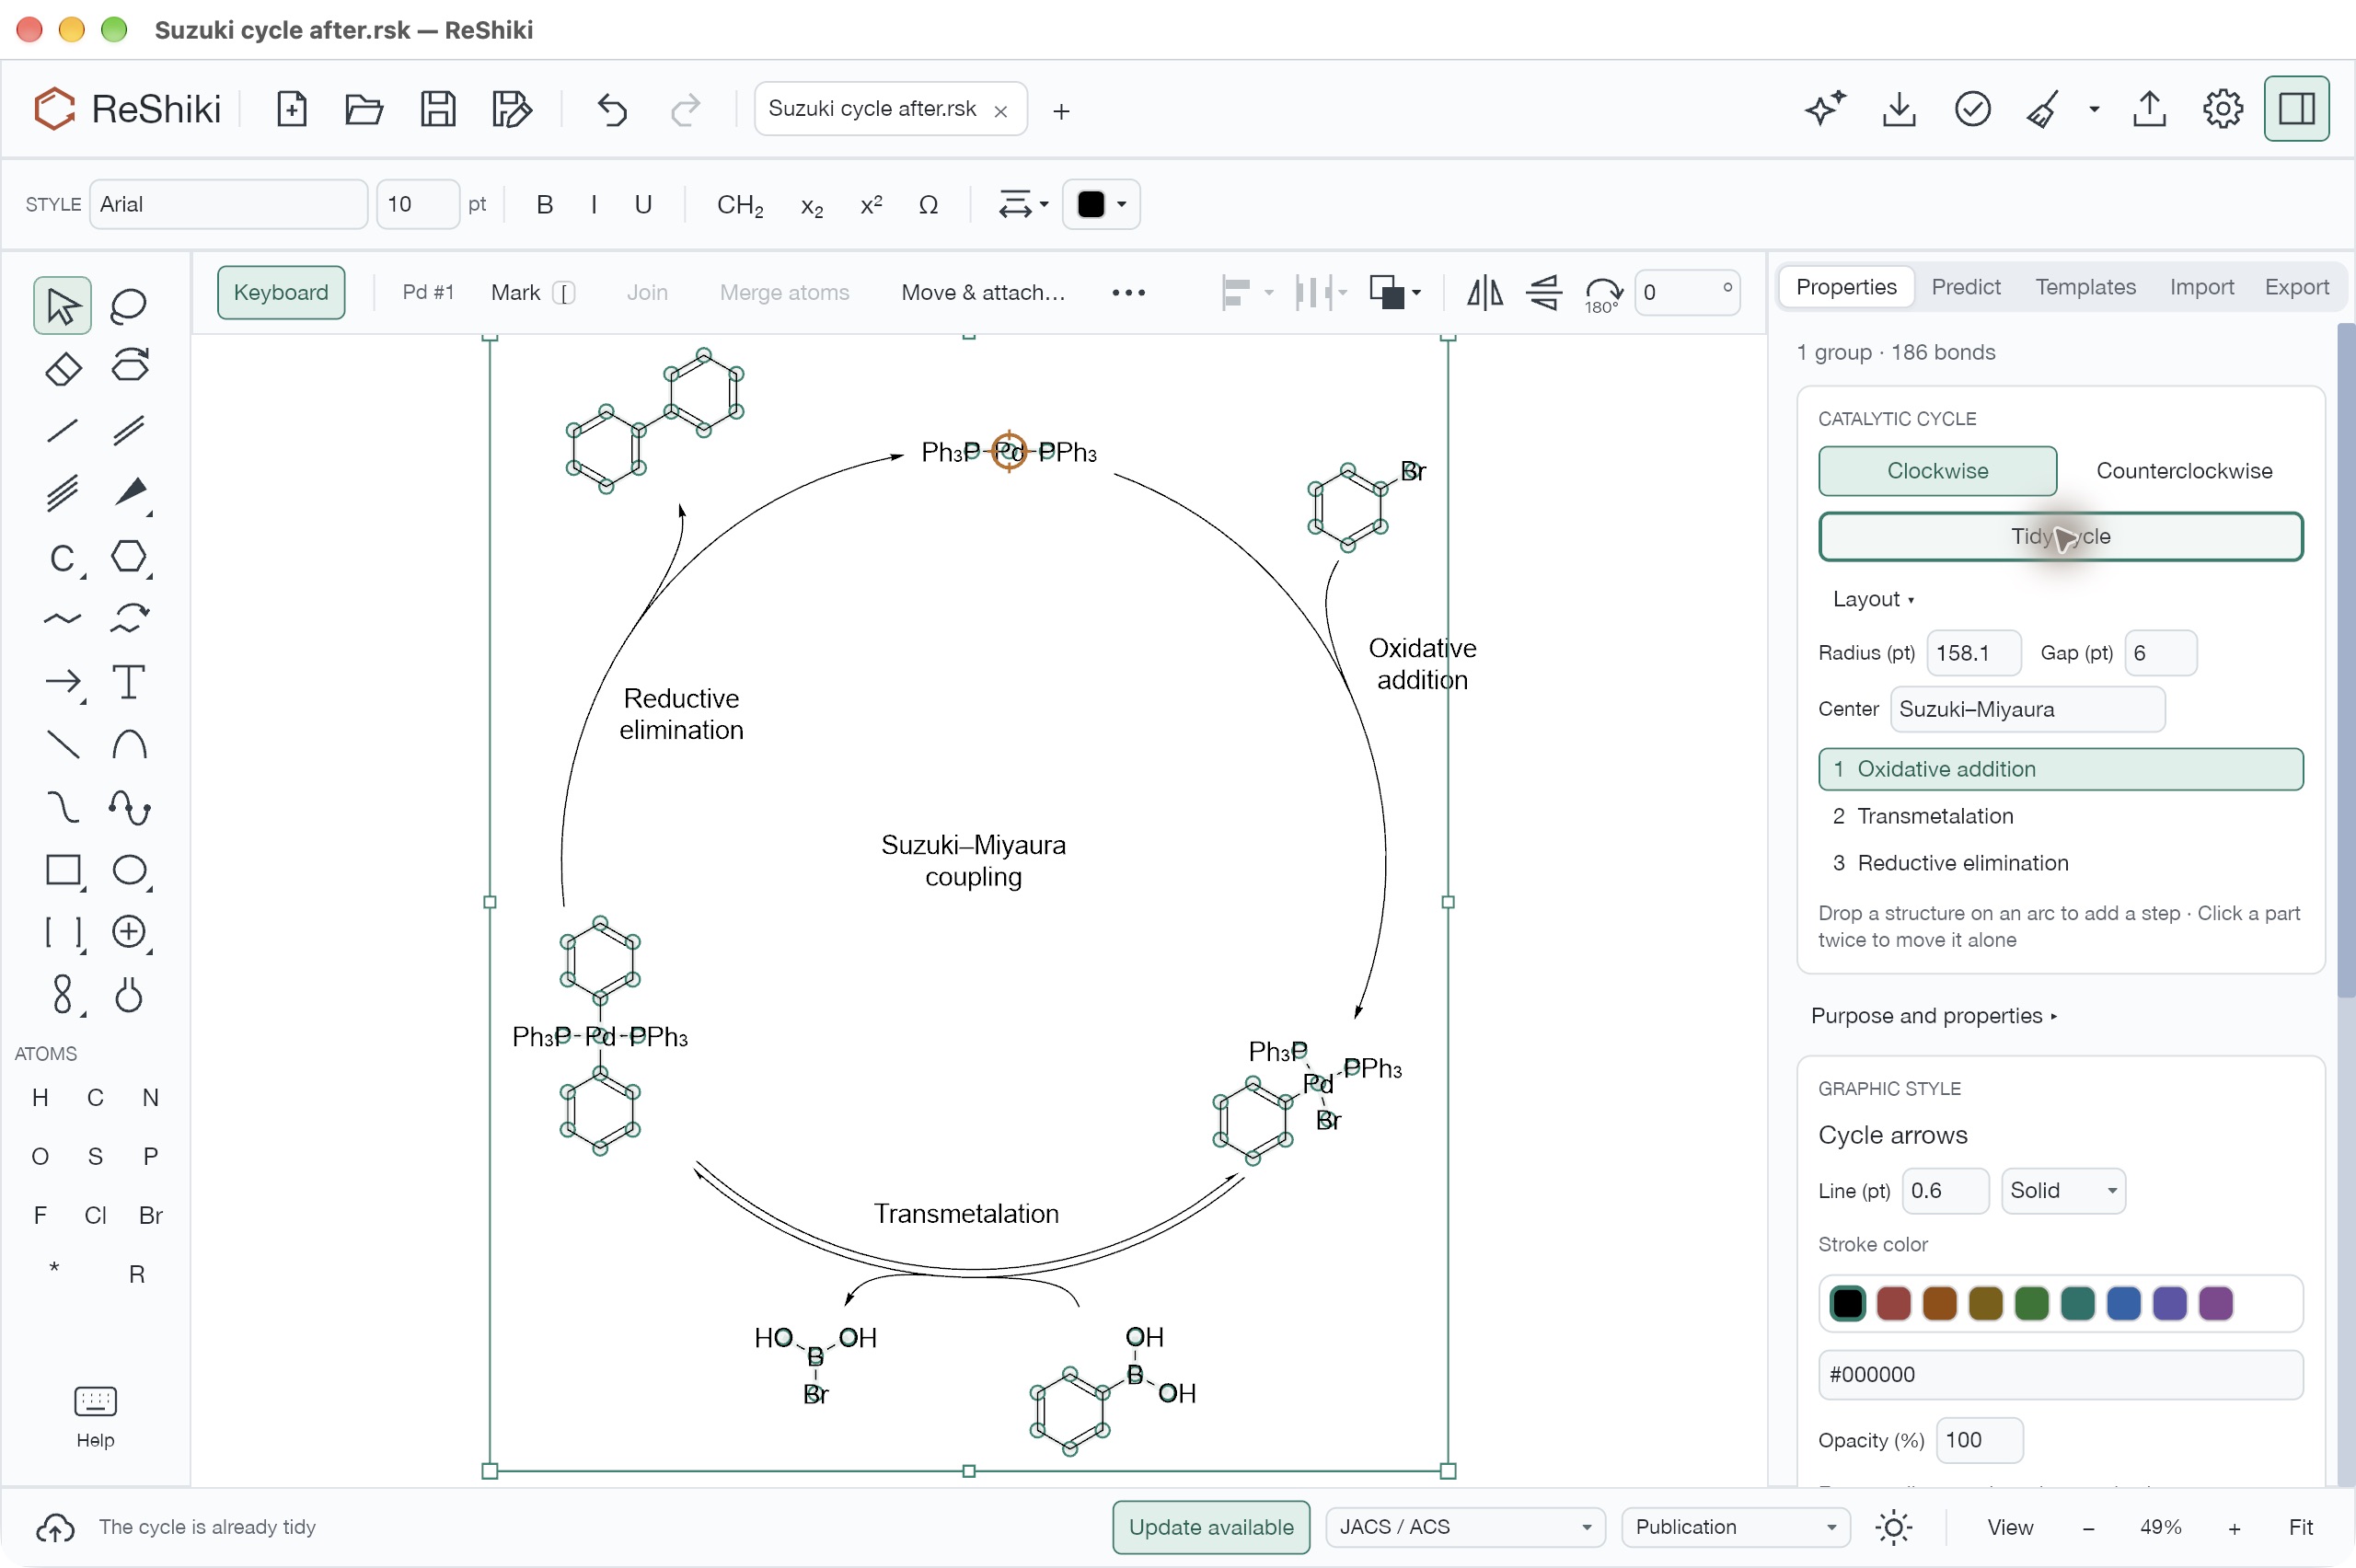 Suzuki cycle after.rsk — ReShiki
ReShiki
Suzuki cycle after.rsk ×
+
STYLE Arial 10 pt B I U CH₂ x₂ x² Ω
Keyboard Pd #1 Mark [ Join Merge atoms Move & attach... ••• 180° 0 °
Properties Predict Templates Import Export
1 group · 186 bonds
CATALYTIC CYCLE
Clockwise Counterclockwise
Tidy cycle
Layout
Radius (pt) 158.1 Gap (pt) 6
Center Suzuki–Miyaura
1 Oxidative addition
2 Transmetalation
3 Reductive elimination
Drop a structure on an arc to add a step · Click a part
twice to move it alone
Purpose and properties
GRAPHIC STYLE
Cycle arrows
Line (pt) 0.6 Solid
Stroke color
#000000
Opacity (%) 100
C
T
[ ]
ATOMS
H C N
O S P
F Cl Br
* R
Help
Ph₃P Pd PPh₃
Br
Oxidative
addition
Reductive
elimination
Suzuki–Miyaura
coupling
Ph₃P Pd PPh₃
Ph₃P
PPh₃
Pd
Br
Transmetalation
HO OH
B
Br
OH
B
OH
The cycle is already tidy
Update available JACS / ACS Publication View − 49% + Fit